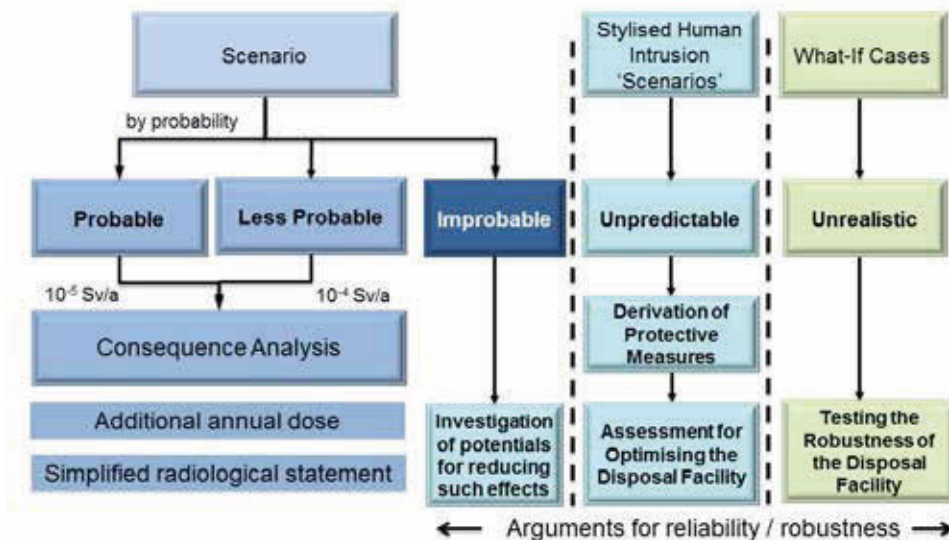 Scenario
Stylised Human
Intrusion
‘Scenarios’
What-If Cases
by probability
Probable
Less Probable
Improbable
Unpredictable
Unrealistic
10⁻⁵ Sv/a
10⁻⁴ Sv/a
Consequence Analysis
Derivation of
Protective
Measures
Additional annual dose
Simplified radiological statement
Investigation
of potentials
for reducing
such effects
Assessment for
Optimising the
Disposal Facility
Testing the
Robustness of
the Disposal
Facility
Arguments for reliability / robustness